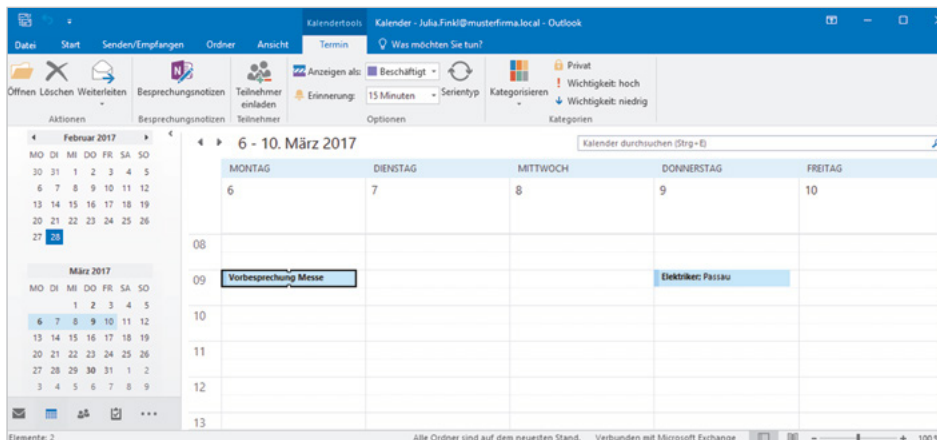 Kalendertools Kalender - Julia.Finkl@musterfirma.local - Outlook
Datei Start Senden/Empfangen Ordner Ansicht Termin Was möchten Sie tun?
Öffnen Löschen Weiterleiten Besprechungsnotizen Teilnehmer einladen Anzeigen als: Beschäftigt Erinnerung: 15 Minuten Serientyp Kategorisieren Privat
Wichtigkeit: hoch
Wichtigkeit: niedrig
Aktionen Besprechungsnotizen Teilnehmer Optionen Kategorien
Februar 2017
MO DI MI DO FR SA SO
30 31 1 2 3 4 5
6 7 8 9 10 11 12
13 14 15 16 17 18 19
20 21 22 23 24 25 26
27 28
März 2017
MO DI MI DO FR SA SO
1 2 3 4 5
6 7 8 9 10 11 12
13 14 15 16 17 18 19
20 21 22 23 24 25 26
27 28 29 30 31 1 2
3 4 5 6 7 8 9
6 - 10. März 2017
Kalender durchsuchen (Strg+E)
MONTAG DIENSTAG MITTWOCH DONNERSTAG FREITAG
6 7 8 9 10
08
09 Vorbesprechung Messe Elektriker; Passau
10
11
12
13
Elemente: 2 Alle Ordner sind auf dem neuesten Stand. Verbunden mit Microsoft Exchange